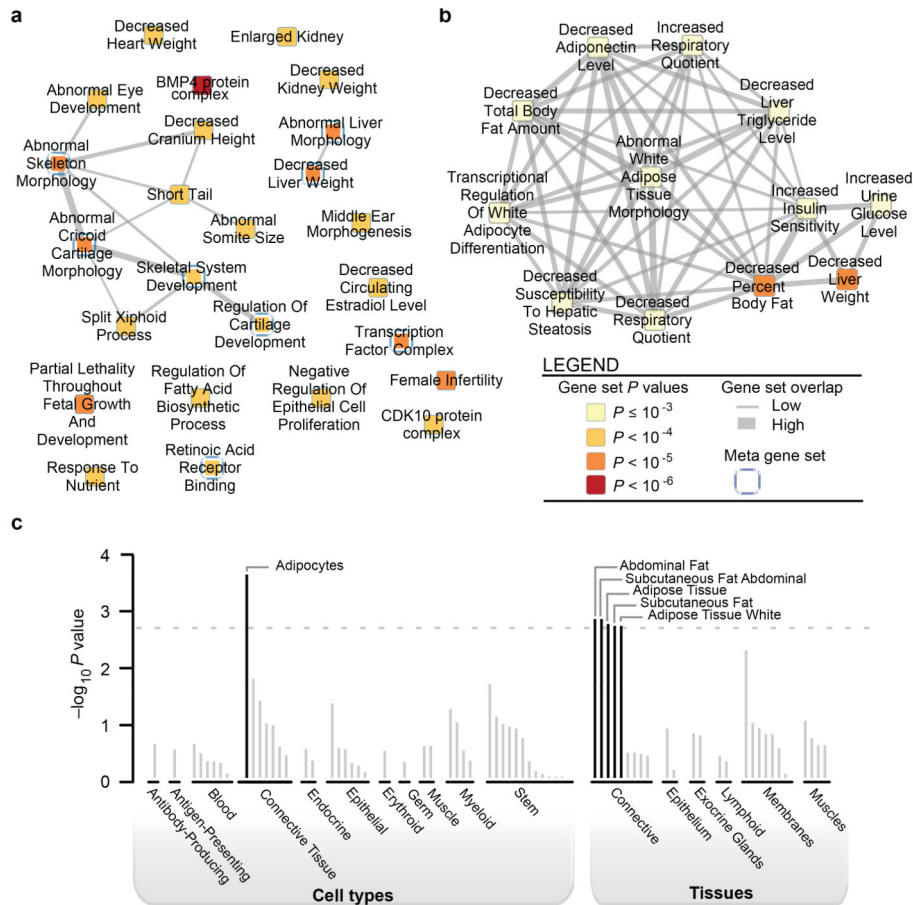 a
Decreased
Heart Weight
Enlarged Kidney
BMP4 protein
complex
Decreased
Kidney Weight
Abnormal Eye
Development
Decreased
Cranium Height
Abnormal Liver
Morphology
Abnormal
Skeleton
Morphology
Decreased
Liver Weight
Short Tail
Abnormal
Cricoid
Cartilage
Morphology
Abnormal
Somite Size
Middle Ear
Morphogenesis
Skeletal System
Development
Decreased
Circulating
Estradiol Level
Split Xiphoid
Process
Regulation Of
Cartilage
Development
Transcription
Factor Complex
Partial Lethality
Throughout
Fetal Growth
And
Development
Regulation Of
Fatty Acid
Biosynthetic
Process
Negative
Regulation Of
Epithelial Cell
Proliferation
Female Infertility
CDK10 protein
complex
Response To
Nutrient
Retinoic Acid
Receptor
Binding
b
Decreased
Adiponectin
Level
Increased
Respiratory
Quotient
Decreased
Total Body
Fat Amount
Decreased
Liver
Triglyceride
Level
Abnormal
White
Adipose
Tissue
Morphology
Transcriptional
Regulation
Of White
Adipocyte
Differentiation
Increased
Insulin
Sensitivity
Increased
Urine
Glucose
Level
Decreased
Susceptibility
To Hepatic
Steatosis
Decreased
Respiratory
Quotient
Decreased
Percent
Body Fat
Decreased
Liver
Weight
LEGEND
Gene set P values
P ≤ 10-3
P < 10-4
P < 10-5
P < 10-6
Gene set overlap
Low
High
Meta gene set
c
–log10 P value
4
3
2
1
0
Adipocytes
Abdominal Fat
Subcutaneous Fat Abdominal
Adipose Tissue
Subcutaneous Fat
Adipose Tissue White
Antibody-Producing
Antigen-Presenting
Blood
Connective Tissue
Endocrine
Epithelial
Erythroid
Germ
Muscle
Myeloid
Stem
Connective
Epithelium
Exocrine Glands
Lymphoid
Membranes
Muscles
Cell types
Tissues